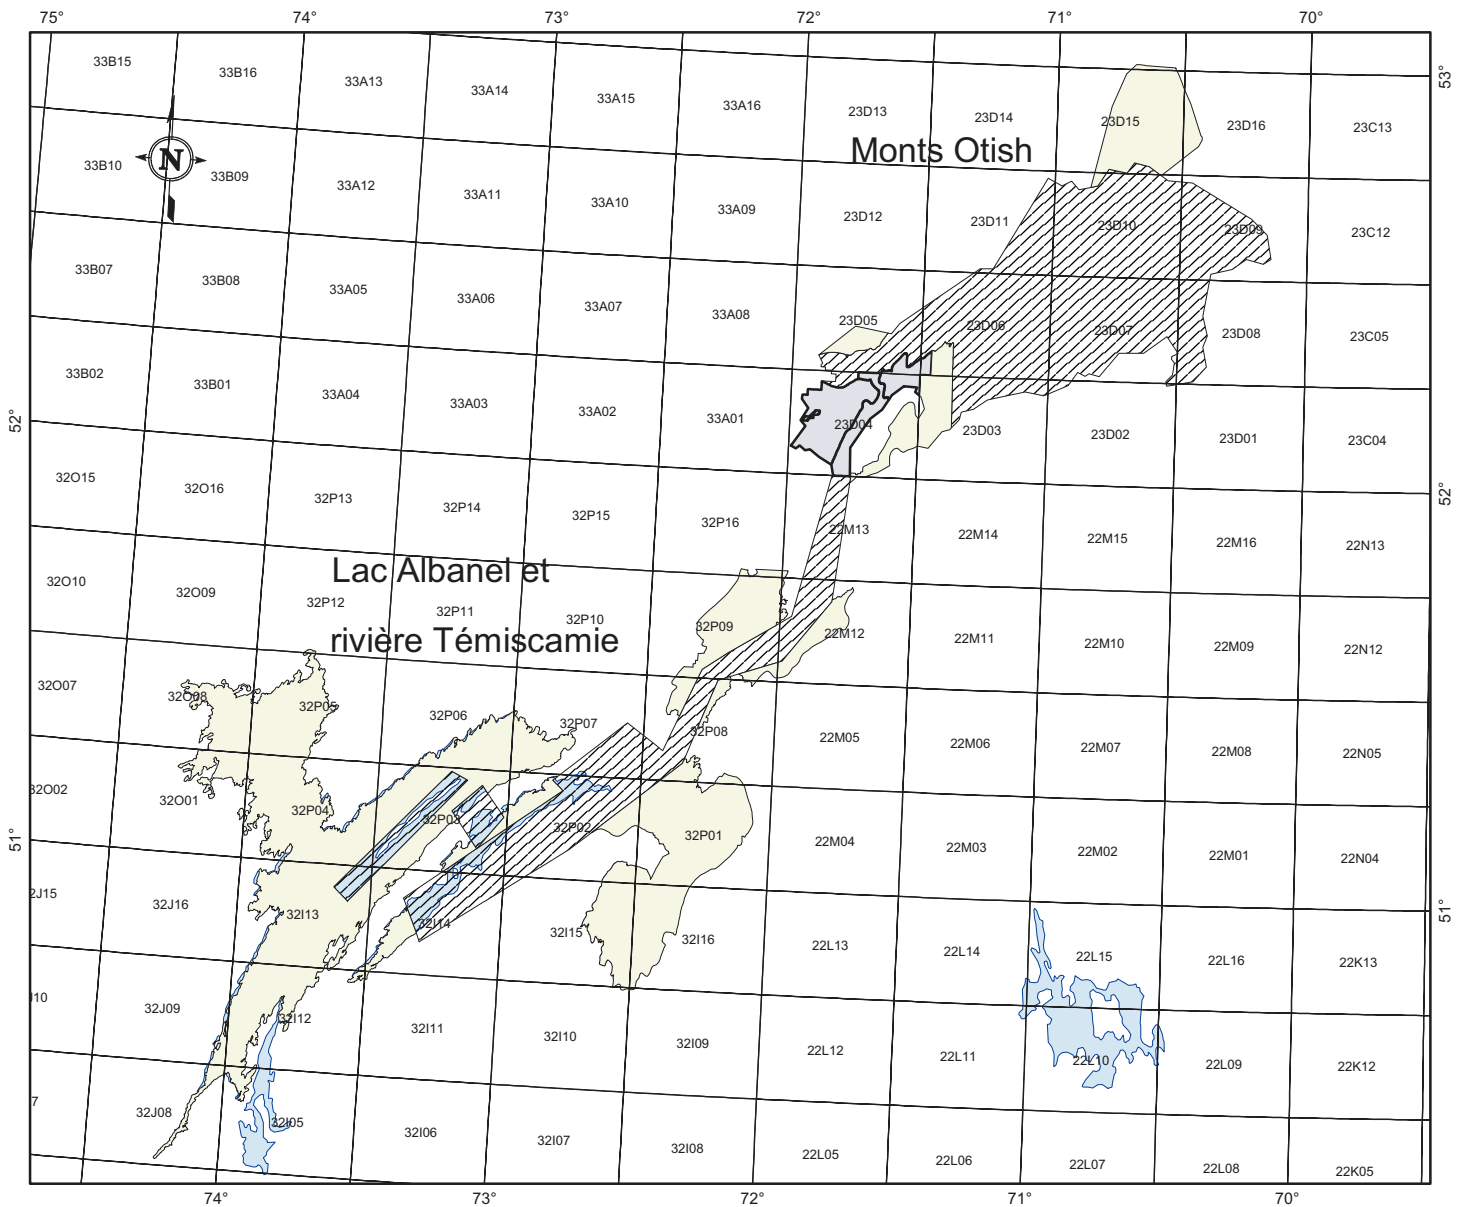 75° 74° 73° 72° 71° 70°
53°
33B15 33B16 33A13 33A14 33A15 33A16 23D13 23D14 23D15 23D16 23C13
Monts Otish
N
33B10 33B09 33A12 33A11 33A10 33A09 23D12 23D11 23D10 23D09 23C12
33B07 33B08 33A05 33A06 33A07 33A08 23D05 23D06 23D07 23D08 23C05
33B02 33B01 33A04 33A03 33A02 33A01 23D04 23D03 23D02 23D01 23C04
52° 52°
32O15 32O16 32P13 32P14 32P15 32P16 22M13 22M14 22M15 22M16 22N13
Lac Albanel et
rivière Témiscamie
32O10 32O09 32P12 32P11 32P10 32P09 22M12 22M11 22M10 22M09 22N12
32O07 32O08 32P05 32P06 32P07 32P08 22M05 22M06 22M07 22M08 22N05
32O02 32O01 32P04 32P03 32P02 32P01 22M04 22M03 22M02 22M01 22N04
51° 51°
2J15 32J16 32I13 32I14 32I15 32I16 22L13 22L14 22L15 22L16 22K13
J10 32J09 32I12 32I11 32I10 32I09 22L12 22L11 22L10 22L09 22K12
7 32J08 32I05 32I06 32I07 32I08 22L05 22L06 22L07 22L08 22K05
74° 73° 72° 71° 70°